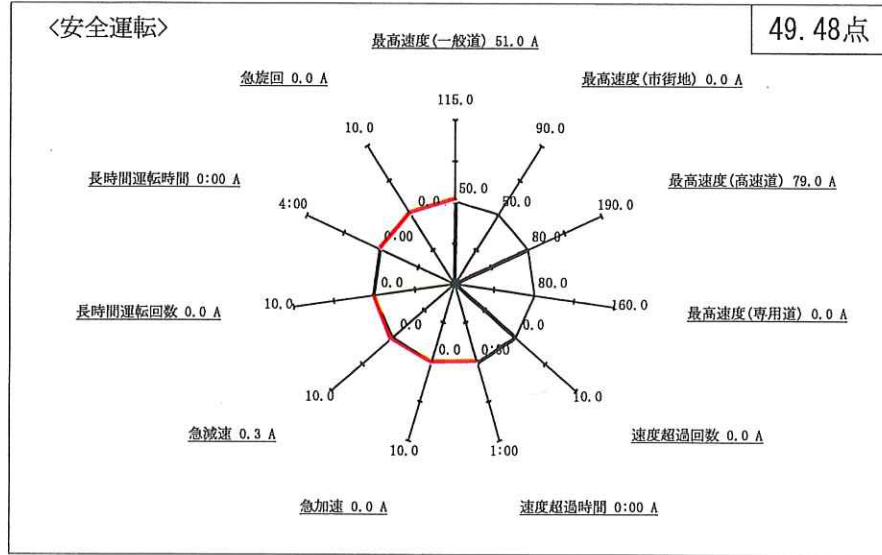 <安全運転>
49.48点
最高速度(一般道) 51.0 A
急旋回 0.0 A
最高速度(市街地) 0.0 A
115.0
10.0
90.0
長時間運転時間 0:00 A
最高速度(高速道) 79.0 A
4:00
190.0
0.0
50.0
50.0
0.00
80.0
長時間運転回数 0.0 A
10.0
0.0
80.0
160.0
最高速度(専用道) 0.0 A
0.0
0.0
0.0
0:00
10.0
10.0
急減速 0.3 A
10.0
1:00
速度超過回数 0.0 A
急加速 0.0 A
速度超過時間 0:00 A